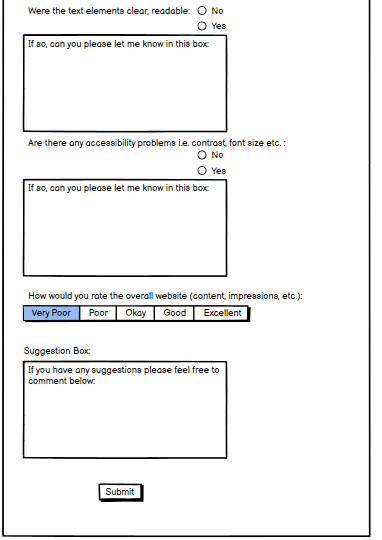 Were the text elements clear, readable: No
Yes
If so, can you please let me know in this box:
Are there any accessibility problems i.e. contrast, font size etc. :
No
Yes
If so, can you please let me know in this box:
How would you rate the overall website (content, impressions, etc.):
Very Poor Poor Okay Good Excellent
Suggestion Box:
If you have any suggestions please feel free to
comment below:
Submit